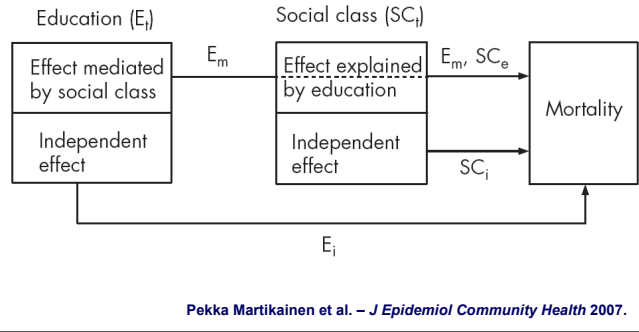 Education (Eₜ)
Social class (SCₜ)
Effect mediated
by social class
Eₘ
Effect explained
by education
Eₘ, SCₑ
Mortality
Independent
effect
Independent
effect
SCᵢ
Eᵢ
Pekka Martikainen et al. – J Epidemiol Community Health 2007.